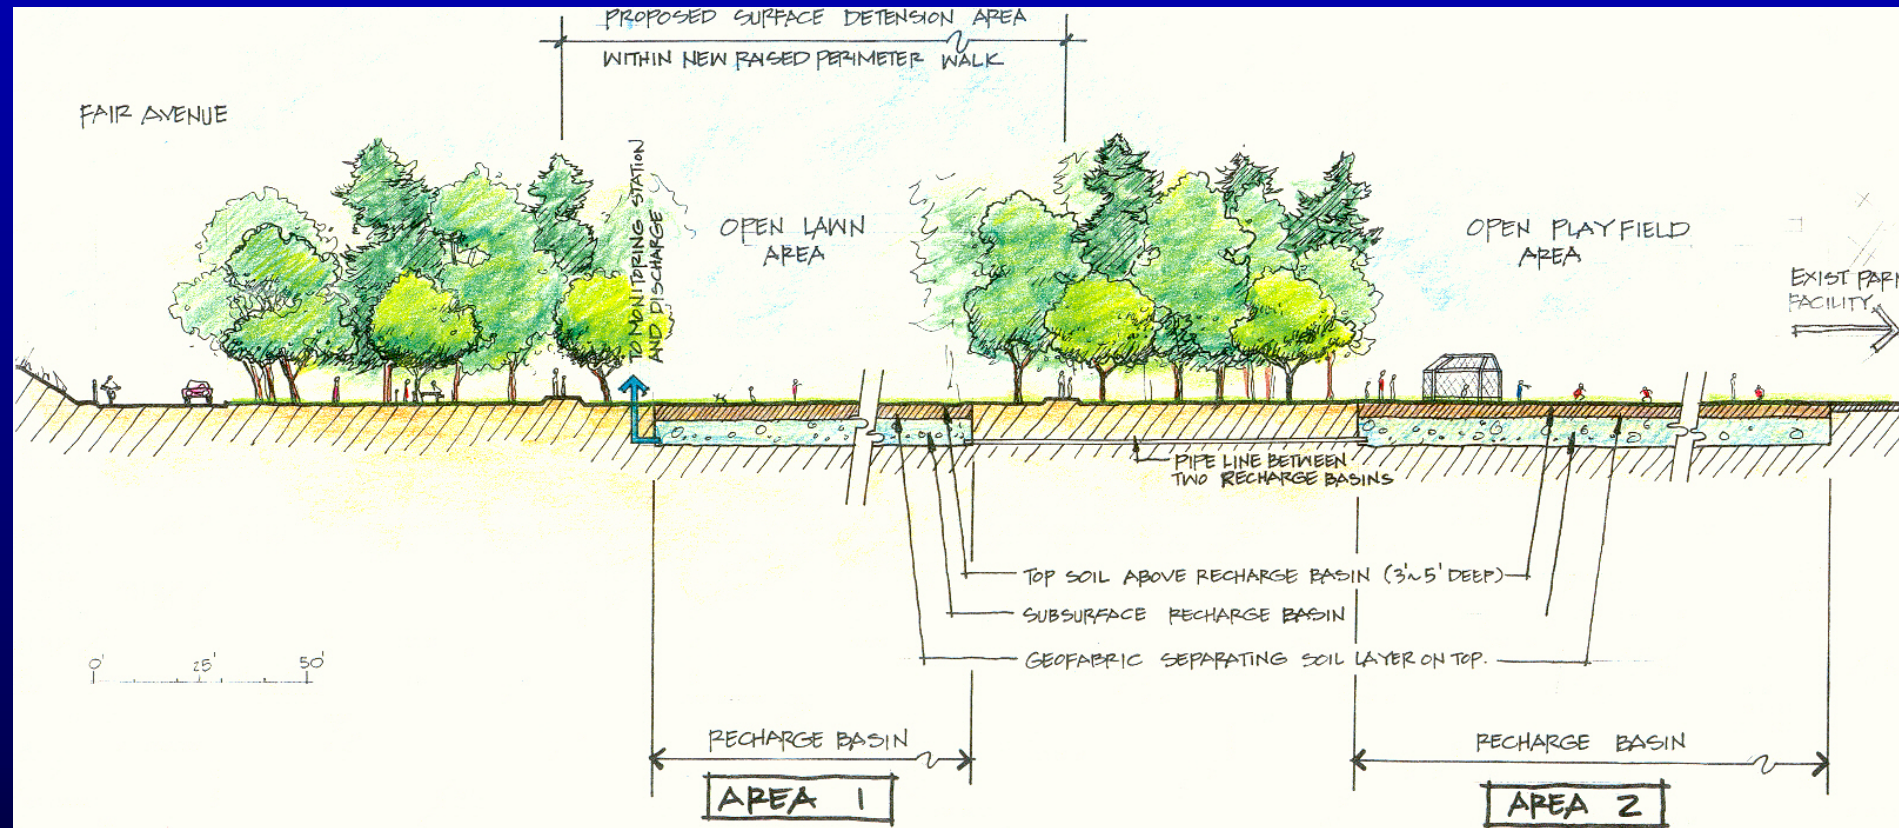 PROPOSED SURFACE DETENSION AREA
WITHIN NEW RAISED PERIMETER WALK
FAIR AVENUE
TO MONITORING STATION
AND DISCHARGE
OPEN LAWN
AREA
OPEN PLAYFIELD
AREA
EXIST PARK
FACILITY
PIPE LINE BETWEEN
TWO RECHARGE BASINS
TOP SOIL ABOVE RECHARGE BASIN (3'~5' DEEP)
SUBSURFACE RECHARGE BASIN
GEOFABRIC SEPARATING SOIL LAYER ON TOP.
0' 25' 50'
RECHARGE BASIN
AREA 1
RECHARGE BASIN
AREA 2